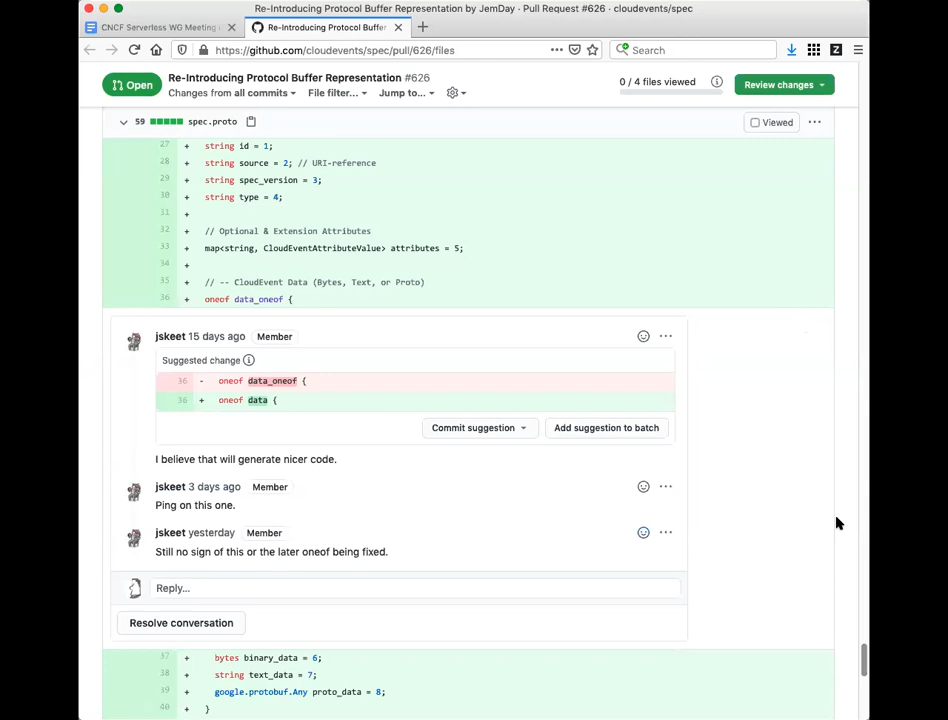 Re-Introducing Protocol Buffer Representation by JemDay · Pull Request #626 · cloudevents/spec
CNCF Serverless WG Meeting
Re-Introducing Protocol Buffer
https://github.com/cloudevents/spec/pull/626/files
Search
Open
Re-Introducing Protocol Buffer Representation #626
Changes from all commits
File filter...
Jump to...
0 / 4 files viewed
Review changes
59 spec.proto
Viewed
27 + string id = 1;
28 + string source = 2; // URI-reference
29 + string spec_version = 3;
30 + string type = 4;
31 +
32 + // Optional & Extension Attributes
33 + map<string, CloudEventAttributeValue> attributes = 5;
34 +
35 + // -- CloudEvent Data (Bytes, Text, or Proto)
36 + oneof data_oneof {
jskeet 15 days ago Member
Suggested change
36 - oneof data_oneof {
36 + oneof data {
Commit suggestion
Add suggestion to batch
I believe that will generate nicer code.
jskeet 3 days ago Member
Ping on this one.
jskeet yesterday Member
Still no sign of this or the later oneof being fixed.
Reply...
Resolve conversation
37 + bytes binary_data = 6;
38 + string text_data = 7;
39 + google.protobuf.Any proto_data = 8;
40 + }